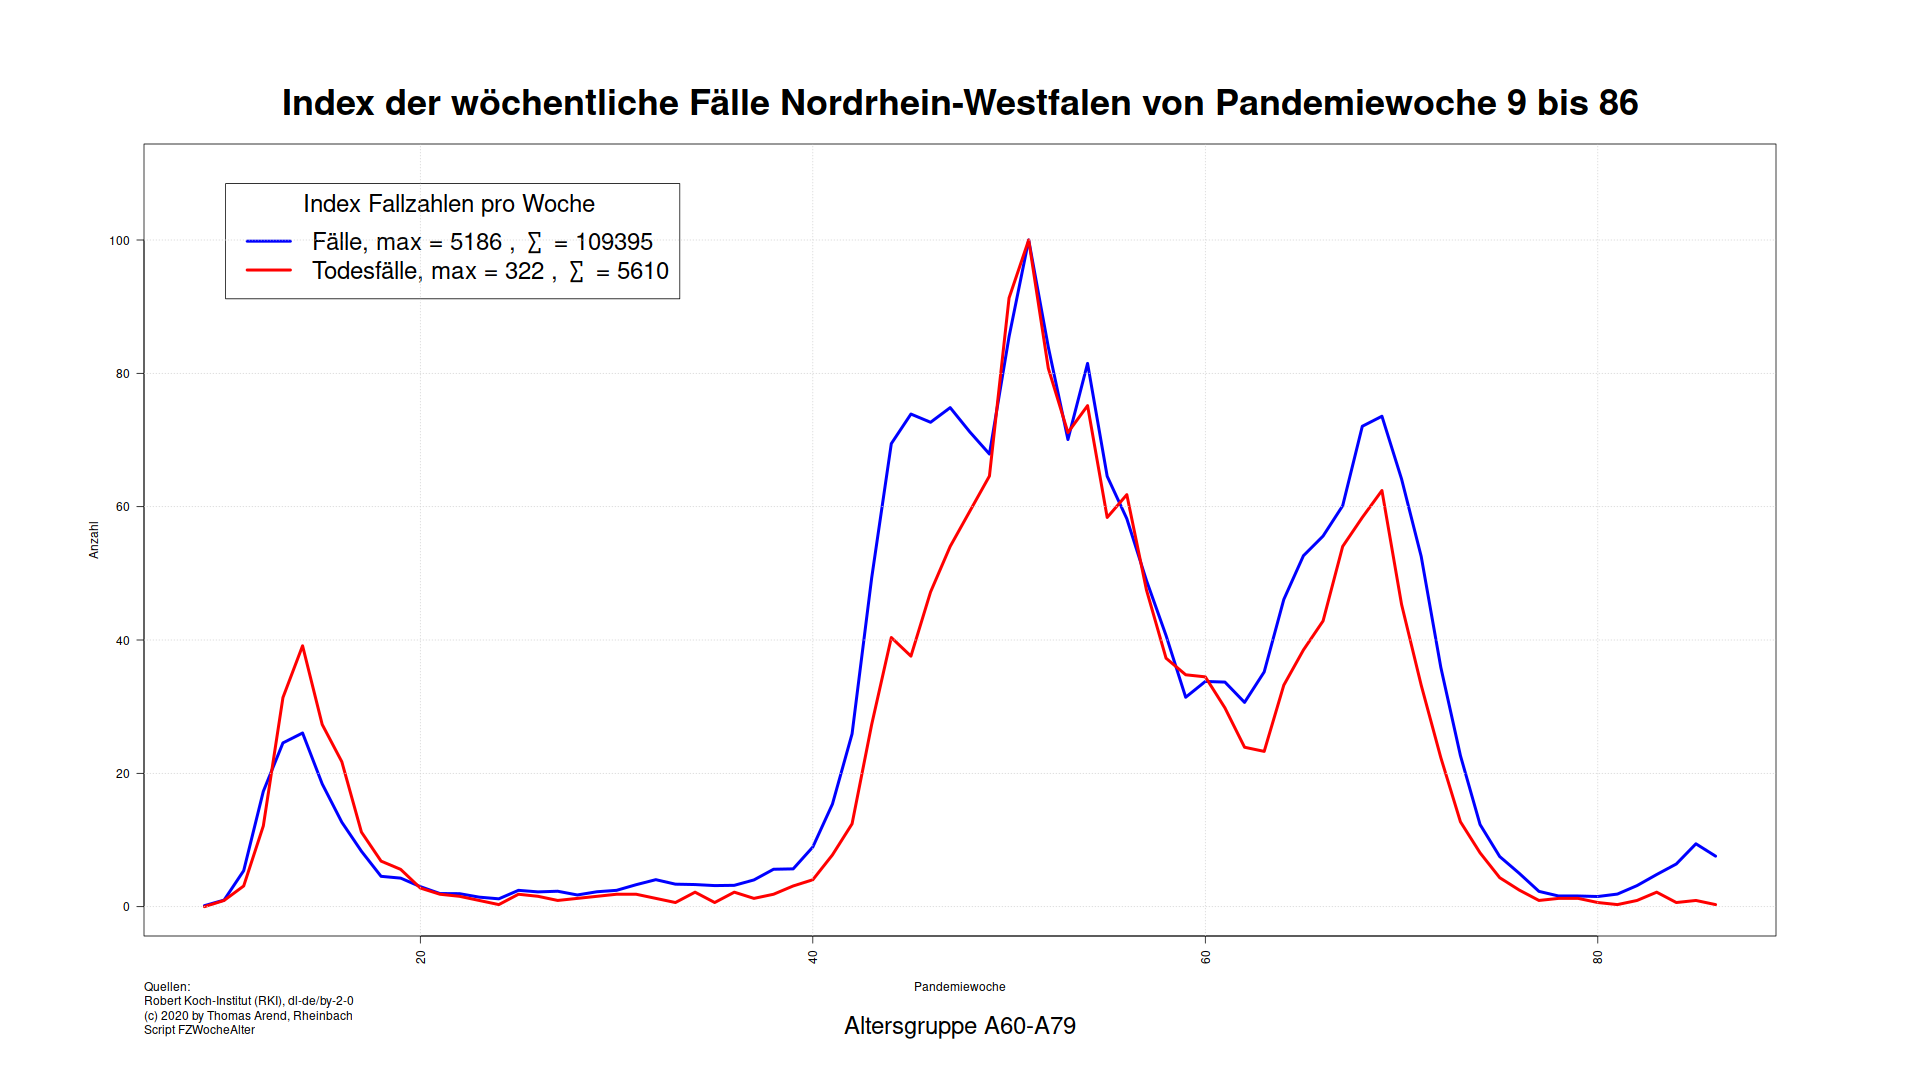 Index der wöchentliche Fälle Nordrhein-Westfalen von Pandemiewoche 9 bis 86
Index Fallzahlen pro Woche
Fälle, max = 5186 , ∑ = 109395
Todesfälle, max = 322 , ∑ = 5610
100
80
60
40
20
0
Anzahl
20
40
60
80
Pandemiewoche
Quellen:
Robert Koch-Institut (RKI), dl-de/by-2-0
(c) 2020 by Thomas Arend, Rheinbach
Script FZWocheAlter
Altersgruppe A60-A79